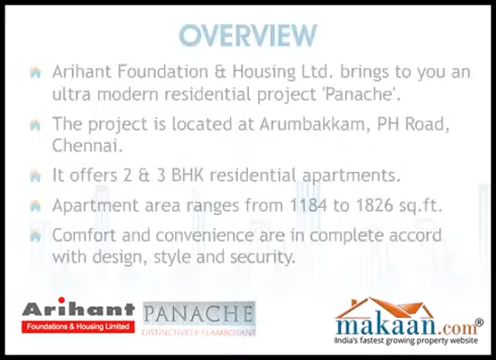 OVERVIEW
Arihant Foundation & Housing Ltd. brings to you an
ultra modern residential project 'Panache'.
The project is located at Arumbakkam, PH Road,
Chennai.
It offers 2 & 3 BHK residential apartments.
Apartment area ranges from 1184 to 1826 sq.ft.
Comfort and convenience are in complete accord
with design, style and security.
Arihant
Foundations & Housing Limited
PANACHE
DISTINCTIVELY FLAMBOYANT
makaan.com®
India's fastest growing property website